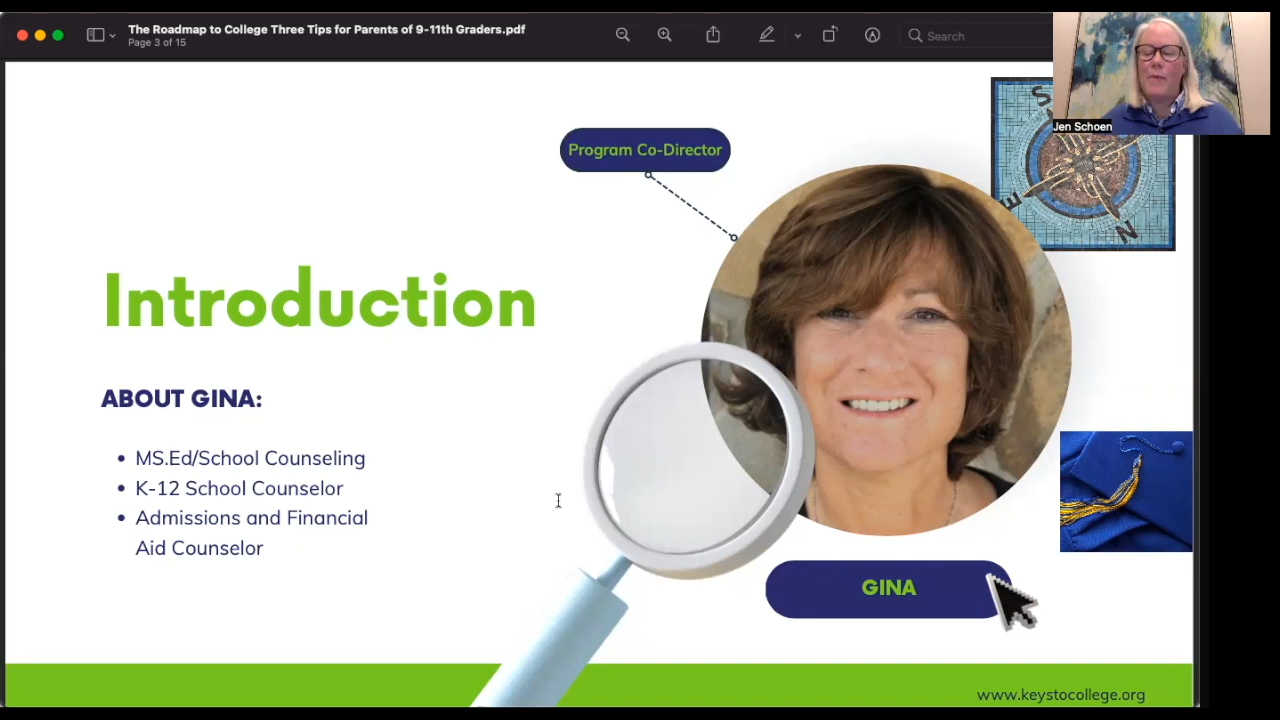 The Roadmap to College Three Tips for Parents of 9-11th Graders.pdf
Page 3 of 15
Search
Jen Schoen
S
E
N
Program Co-Director
Introduction
ABOUT GINA:
• MS.Ed/School Counseling
• K-12 School Counselor
• Admissions and Financial
Aid Counselor
GINA
www.keystocollege.org